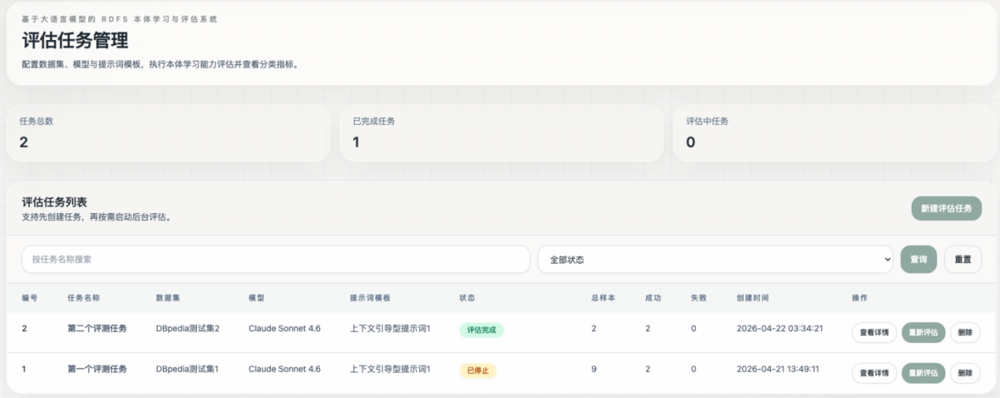 基于大语言模型的 RDFS 本体学习与评估系统
评估任务管理
配置数据集、模型与提示词模板，执行本体学习能力评估并查看分类指标。
任务总数 已完成任务 评估中任务
2 1 0
评估任务列表
支持先创建任务，再按需启动后台评估。
新建评估任务
按任务名称搜索 全部状态 查询 重置
编号 任务名称 数据集 模型 提示词模板 状态 总样本 成功 失败 创建时间 操作
2 第二个评测任务 DBpedia测试集2 Claude Sonnet 4.6 上下文引导型提示词1 评估完成 2 2 0 2026-04-22 03:34:21 查看详情 重新评估 删除
1 第一个评测任务 DBpedia测试集1 Claude Sonnet 4.6 上下文引导型提示词1 已停止 9 2 0 2026-04-21 13:49:11 查看详情 重新评估 删除